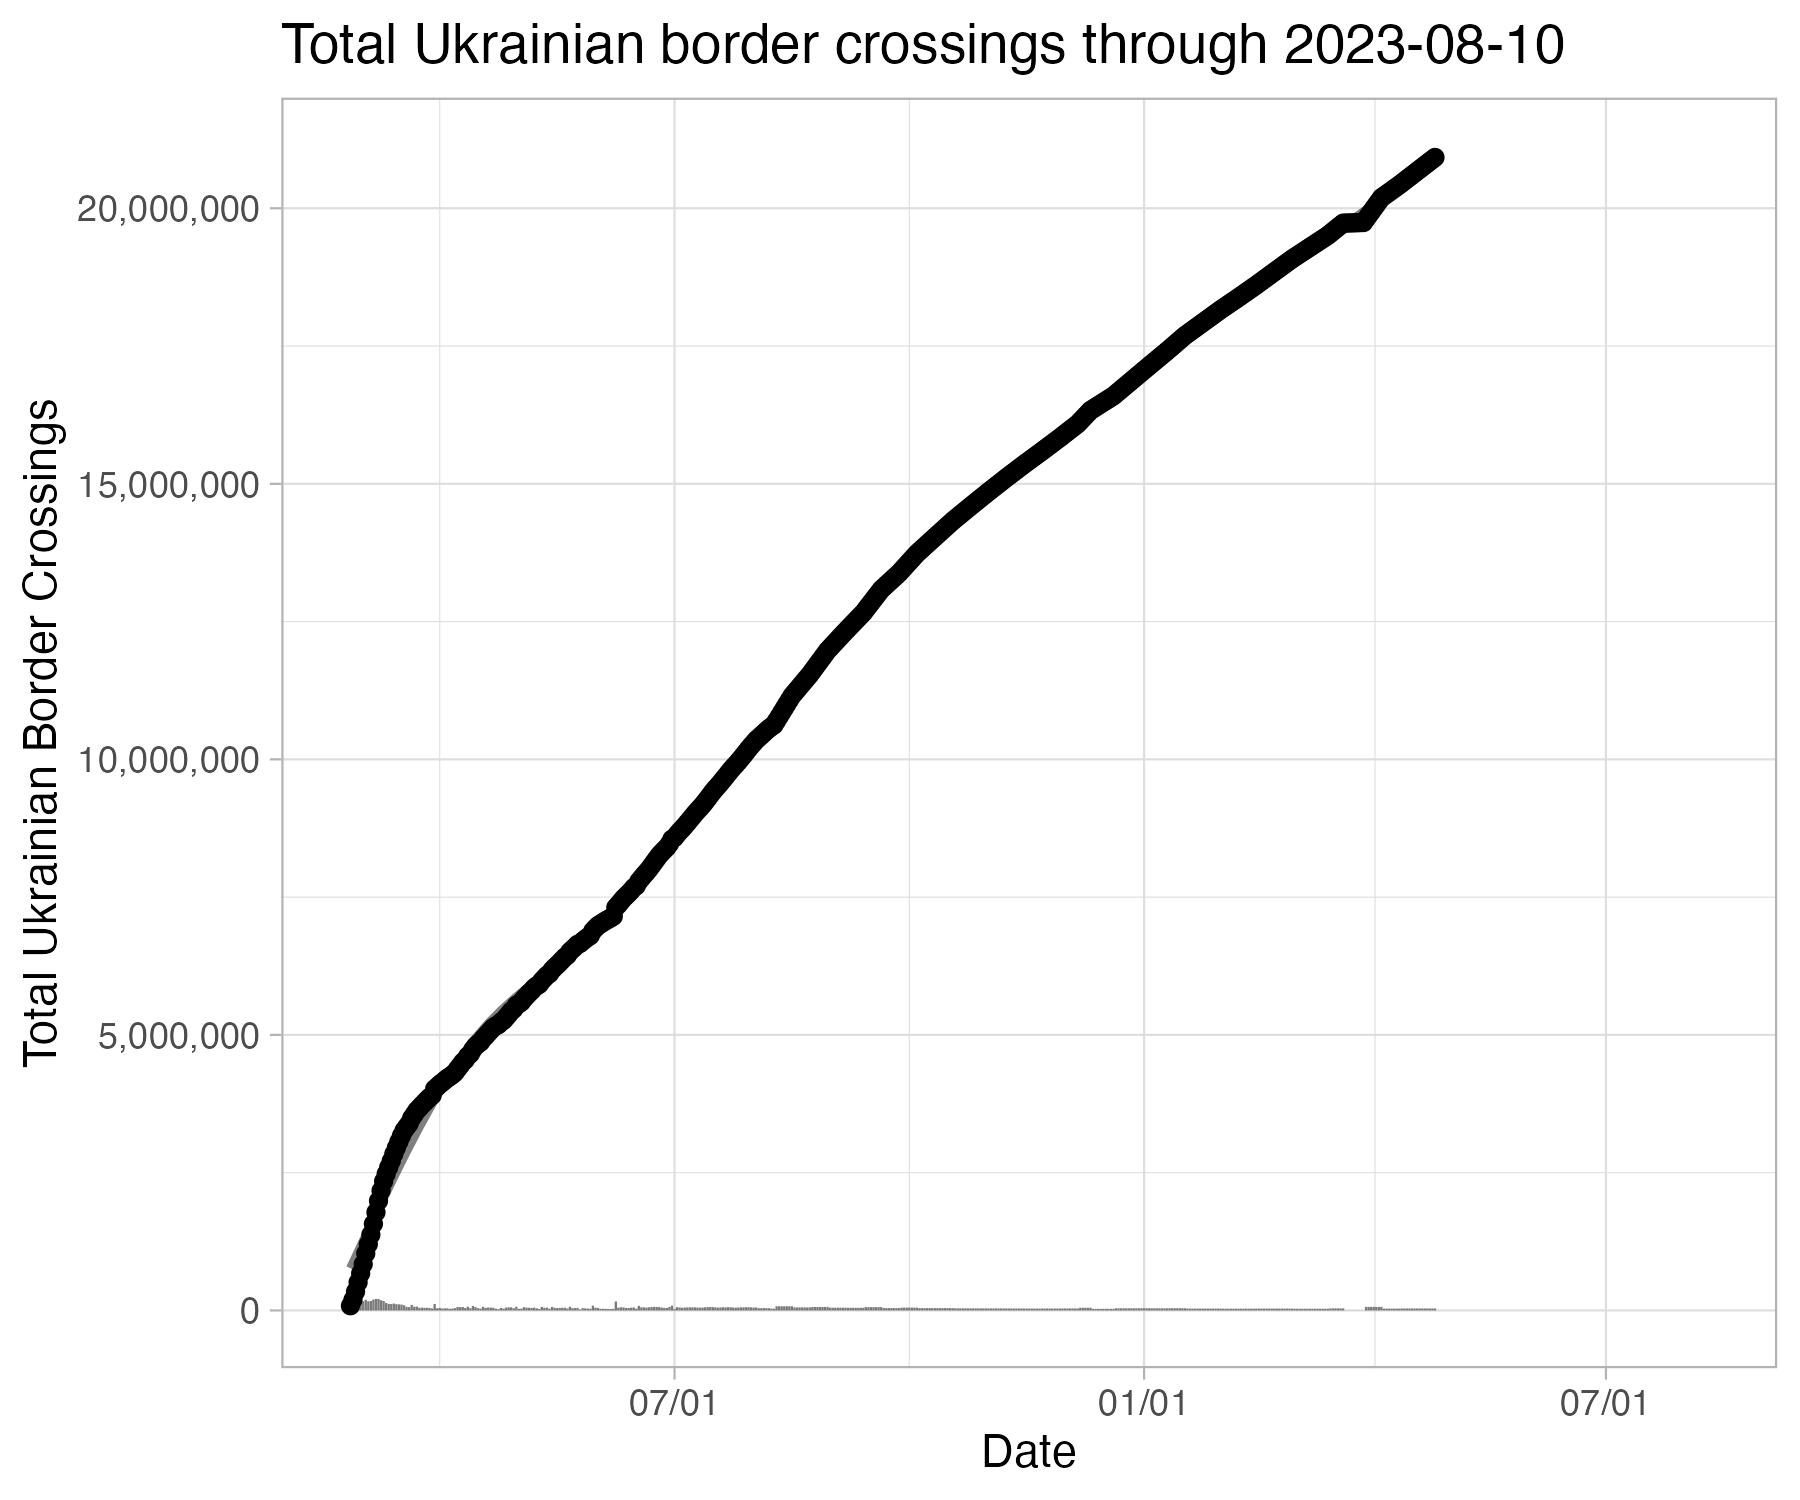 Total Ukrainian border crossings through 2023-08-10
Total Ukrainian Border Crossings
20,000,000
15,000,000
10,000,000
5,000,000
0
07/01
01/01
07/01
Date